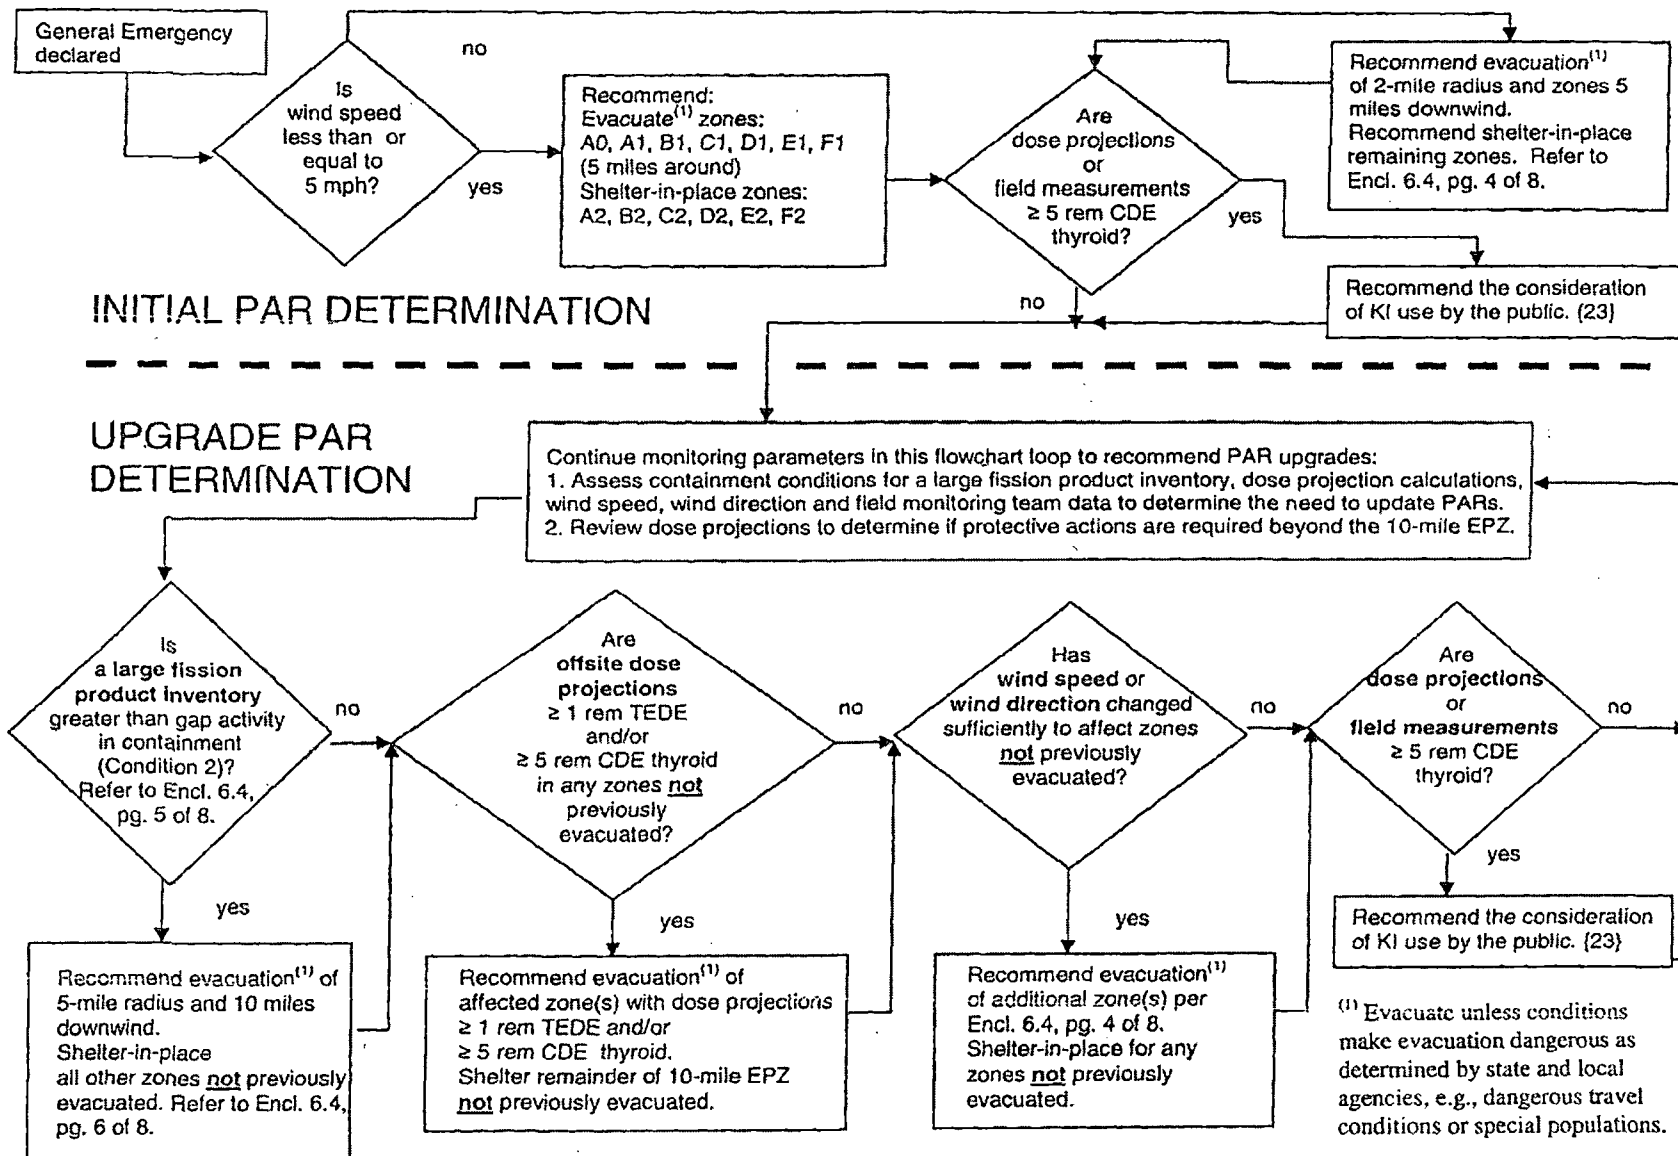 General Emergency
declared
no
Is
wind speed
less than or
equal to
5 mph?
yes
Recommend:
Evacuate(1) zones:
A0, A1, B1, C1, D1, E1, F1
(5 miles around)
Shelter-in-place zones:
A2, B2, C2, D2, E2, F2
Are
dose projections
or
field measurements
≥ 5 rem CDE
thyroid?
yes
no
Recommend evacuation(1)
of 2-mile radius and zones 5
miles downwind.
Recommend shelter-in-place
remaining zones. Refer to
Encl. 6.4, pg. 4 of 8.
Recommend the consideration
of KI use by the public. {23}
INITIAL PAR DETERMINATION
UPGRADE PAR
DETERMINATION
Continue monitoring parameters in this flowchart loop to recommend PAR upgrades:
1. Assess containment conditions for a large fission product inventory, dose projection calculations,
wind speed, wind direction and field monitoring team data to determine the need to update PARs.
2. Review dose projections to determine if protective actions are required beyond the 10-mile EPZ.
Is
a large fission
product inventory
greater than gap activity
in containment
(Condition 2)?
Refer to Encl. 6.4,
pg. 5 of 8.
no
yes
Recommend evacuation(1) of
5-mile radius and 10 miles
downwind.
Shelter-in-place
all other zones not previously
evacuated. Refer to Encl. 6.4,
pg. 6 of 8.
Are
offsite dose
projections
≥ 1 rem TEDE
and/or
≥ 5 rem CDE thyroid
in any zones not
previously
evacuated?
no
yes
Recommend evacuation(1) of
affected zone(s) with dose projections
≥ 1 rem TEDE and/or
≥ 5 rem CDE thyroid.
Shelter remainder of 10-mile EPZ
not previously evacuated.
Has
wind speed or
wind direction changed
sufficiently to affect zones
not previously
evacuated?
no
yes
Recommend evacuation(1)
of additional zone(s) per
Encl. 6.4, pg. 4 of 8.
Shelter-in-place for any
zones not previously
evacuated.
Are
dose projections
or
field measurements
≥ 5 rem CDE
thyroid?
no
yes
Recommend the consideration
of KI use by the public. {23}
(1) Evacuate unless conditions
make evacuation dangerous as
determined by state and local
agencies, e.g., dangerous travel
conditions or special populations.